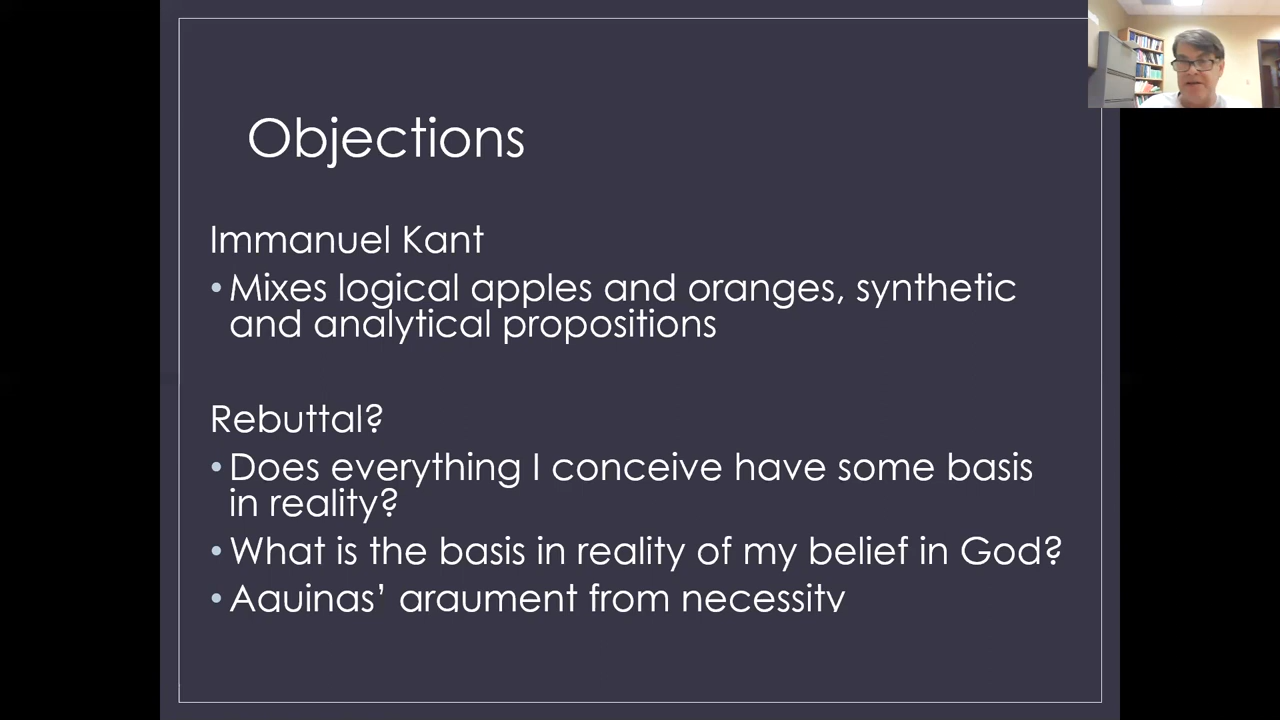 Objections
Immanuel Kant
• Mixes logical apples and oranges, synthetic
and analytical propositions
Rebuttal?
• Does everything I conceive have some basis
in reality?
• What is the basis in reality of my belief in God?
• Aquinas’ argument from necessity